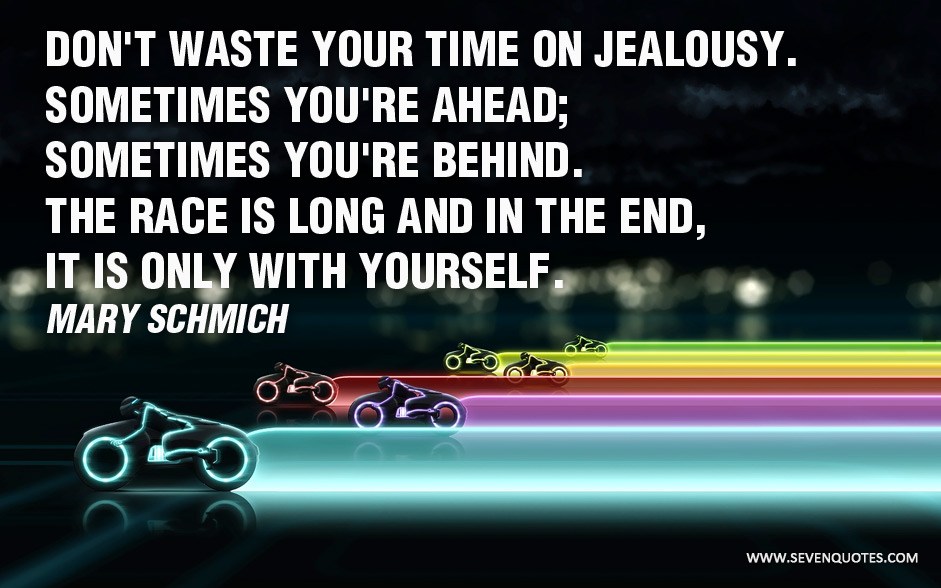 DON'T WASTE YOUR TIME ON JEALOUSY.
SOMETIMES YOU'RE AHEAD;
SOMETIMES YOU'RE BEHIND.
THE RACE IS LONG AND IN THE END,
IT IS ONLY WITH YOURSELF.
MARY SCHMICH
WWW.SEVENQUOTES.COM